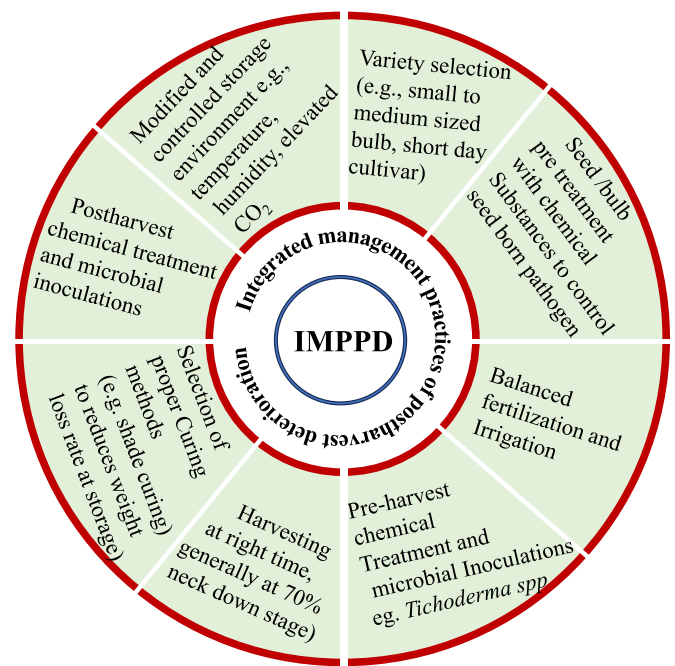 IMPPD
Integrated management practices of postharvest deterioration
Variety selection
(e.g., small to
medium sized
bulb, short day
cultivar)
Seed /bulb
pre treatment
with chemical
Substances to control
seed born pathogen
Balanced
fertilization and
Irrigation
Pre-harvest
chemical
Treatment and
microbial Inoculations
eg. Tichoderma spp
Harvesting
at right time,
generally at 70%
neck down stage)
Selection of
proper Curing
methods
(e.g. shade curing)
to reduces weight
loss rate at storage)
Postharvest
chemical treatment
and microbial
inoculations
Modified and
controlled storage
environment e.g.,
temperature,
humidity, elevated
CO₂